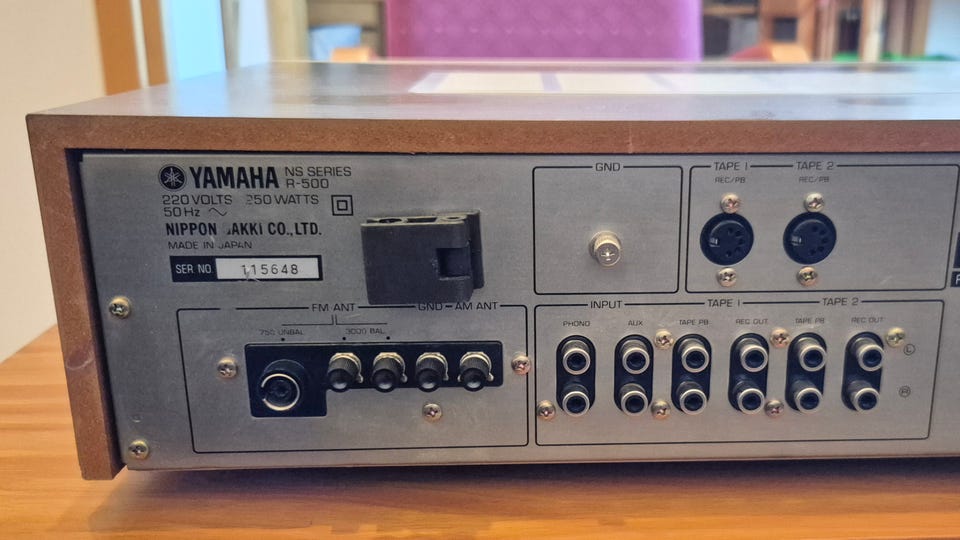 YAMAHA NS SERIES
R-500
220 VOLTS 250 WATTS
50Hz
NIPPON GAKKI CO., LTD.
MADE IN JAPAN
SER NO. 115648
FM ANT GND AM ANT
75Ω UNBAL 300Ω BAL
GND
TAPE 1 TAPE 2
REC/PB REC/PB
INPUT TAPE 1 TAPE 2
PHONO AUX TAPE PB REC OUT TAPE PB REC OUT
L
R